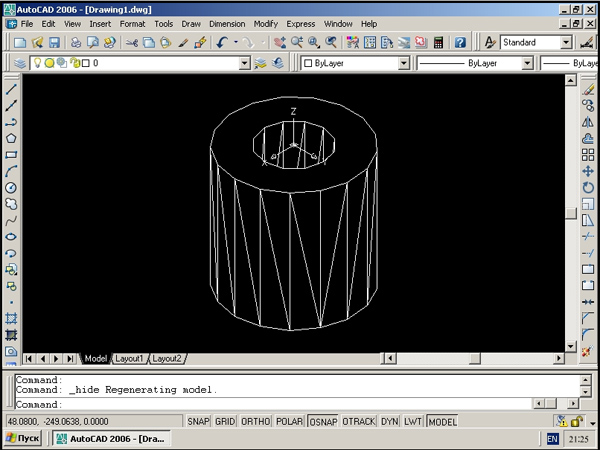 AutoCAD 2006 - [Drawing1.dwg]
File Edit View Insert Format Tools Draw Dimension Modify Express Window Help
Standard
0 ByLayer ByLayer ByLaye
Z
X Y
Model Layout1 Layout2
Command:
Command: _hide Regenerating model.
Command:
48.0800, -249.0638, 0.0000 SNAP GRID ORTHO POLAR OSNAP OTRACK DYN LWT MODEL
Пуск AutoCAD 2006 - [Dra... EN 21:25